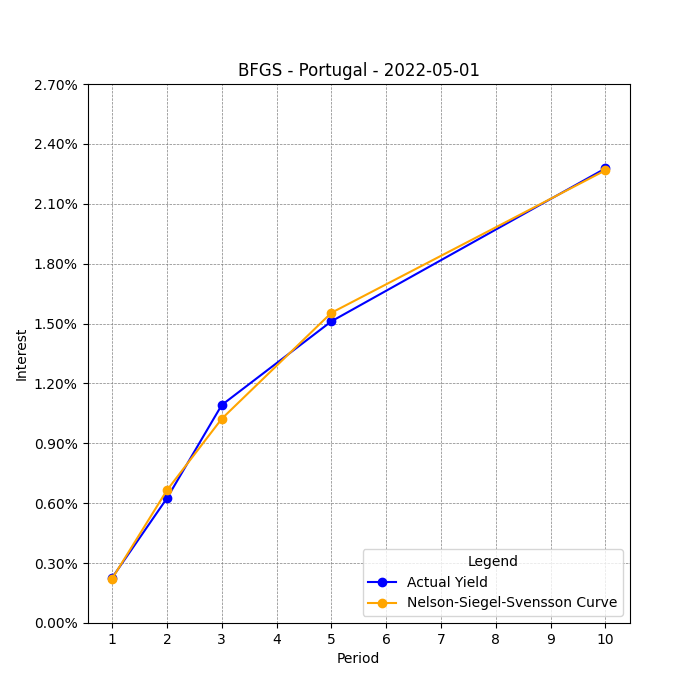 BFGS - Portugal - 2022-05-01
2.70%
2.40%
2.10%
1.80%
1.50%
1.20%
0.90%
0.60%
0.30%
0.00%
Interest
1 2 3 4 5 6 7 8 9 10
Period
Legend
Actual Yield
Nelson-Siegel-Svensson Curve